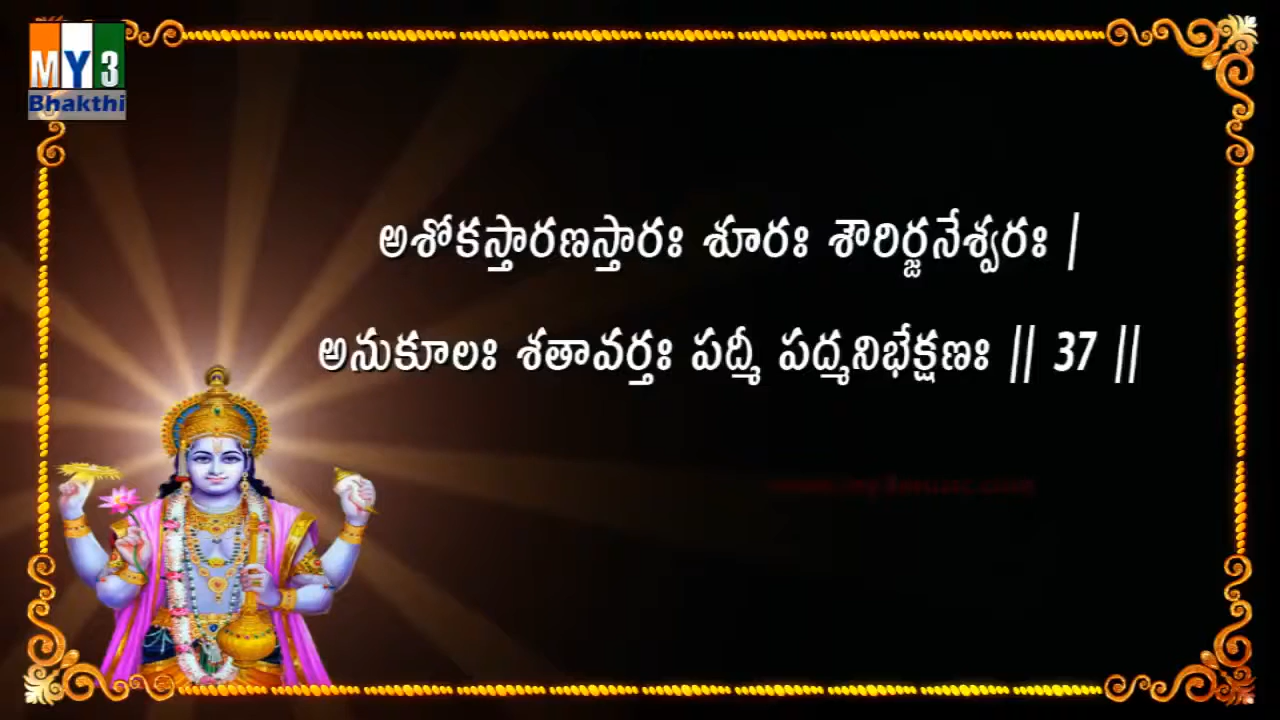 MY3
Bhakthi
అశోకస్తారణస్తారః శూరః శౌరిర్జనేశ్వరః |
అనుకూలః శతావర్తః పద్మీ పద్మనిభేక్షణః || 37 ||